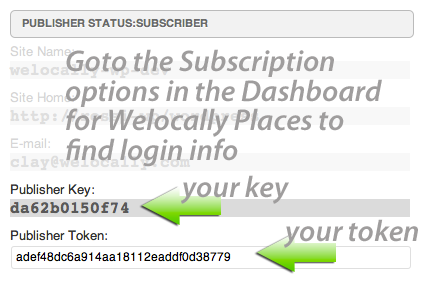 PUBLISHER STATUS:SUBSCRIBER
Site Name:
welocally-wp-dev
Goto the Subscription
options in the Dashboard
for Welocally Places to
find login info
Site Home:
E-mail:
clay@welocally.com
Publisher Key:
your key
da62b0150f74
Publisher Token:
your token
adef48dc6a914aa18112eaddf0d38779